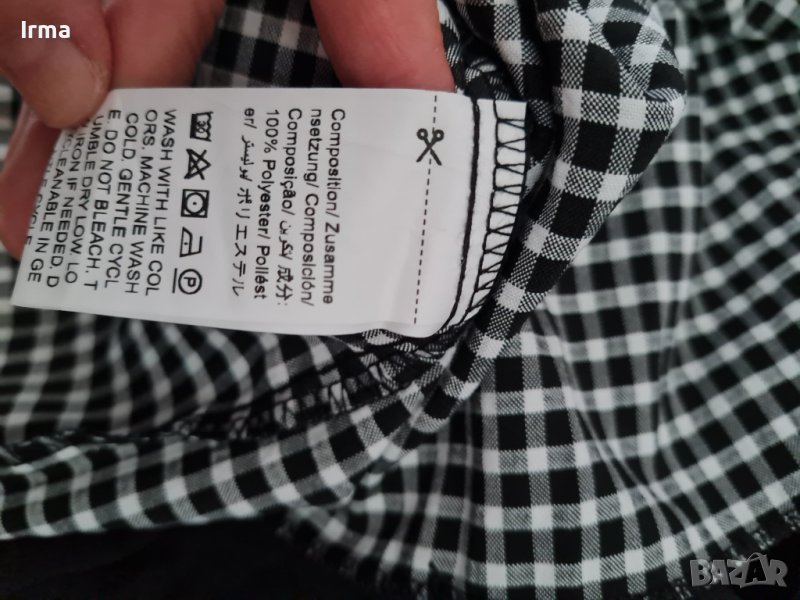 Irma
Composition/ Zusamme
nsetzung/ Composición/
Composição/ 成分:
100% Polyester/ Poliést
er/ بوليستر ポリエステル
30 P
WASH WITH LIKE COL
ORS, MACHINE WASH
COLD, GENTLE CYCL
E, DO NOT BLEACH, T
UMBLE DRY LOW, LO
IRON IF NEEDED, D
CLEANABLE IN GE
BAZAR